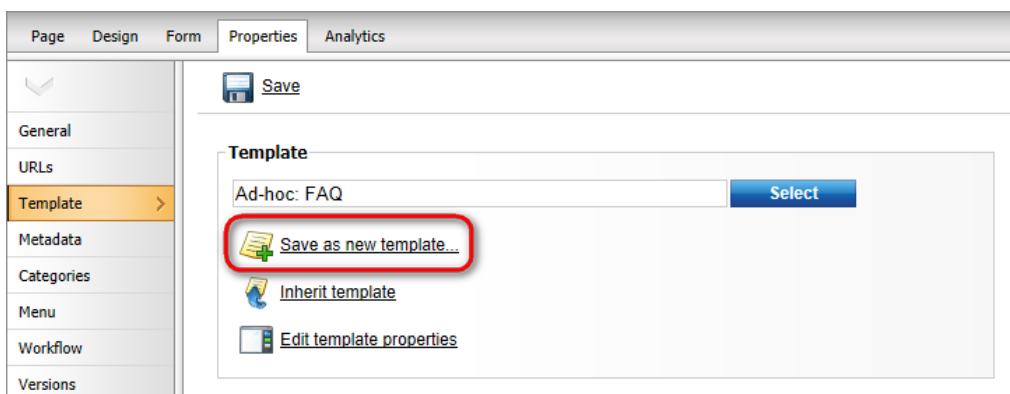 Page Design Form Properties Analytics
Save
General
URLs
Template
Metadata
Categories
Menu
Workflow
Versions
Template
Ad-hoc: FAQ Select
Save as new template...
Inherit template
Edit template properties